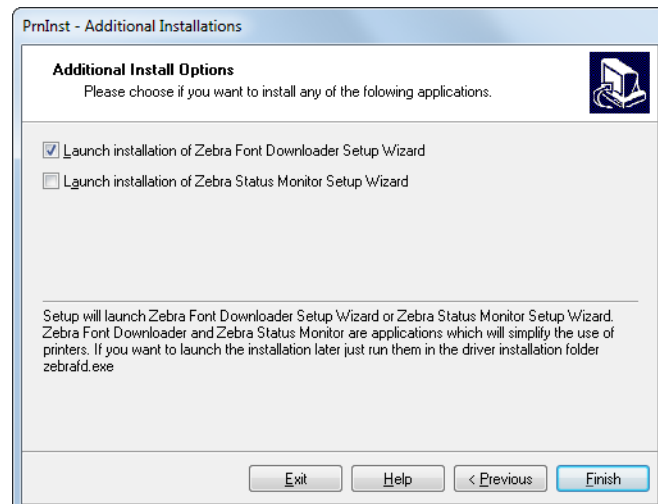 PrnInst - Additional Installations
Additional Install Options
Please choose if you want to install any of the folowing applications.
Launch installation of Zebra Font Downloader Setup Wizard
Launch installation of Zebra Status Monitor Setup Wizard
Setup will launch Zebra Font Downloader Setup Wizard or Zebra Status Monitor Setup Wizard.
Zebra Font Downloader and Zebra Status Monitor are applications which will simplify the use of
printers. If you want to launch the installation later just run them in the driver installation folder
zebrafd.exe
Exit Help < Previous Finish